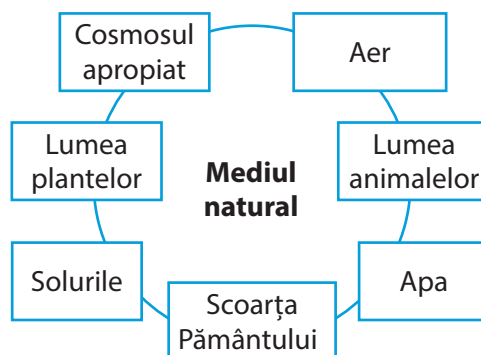 Cosmosul
apropiat
Aer
Lumea
plantelor
Mediul
natural
Lumea
animalelor
Solurile
Scoarța
Pământului
Apa